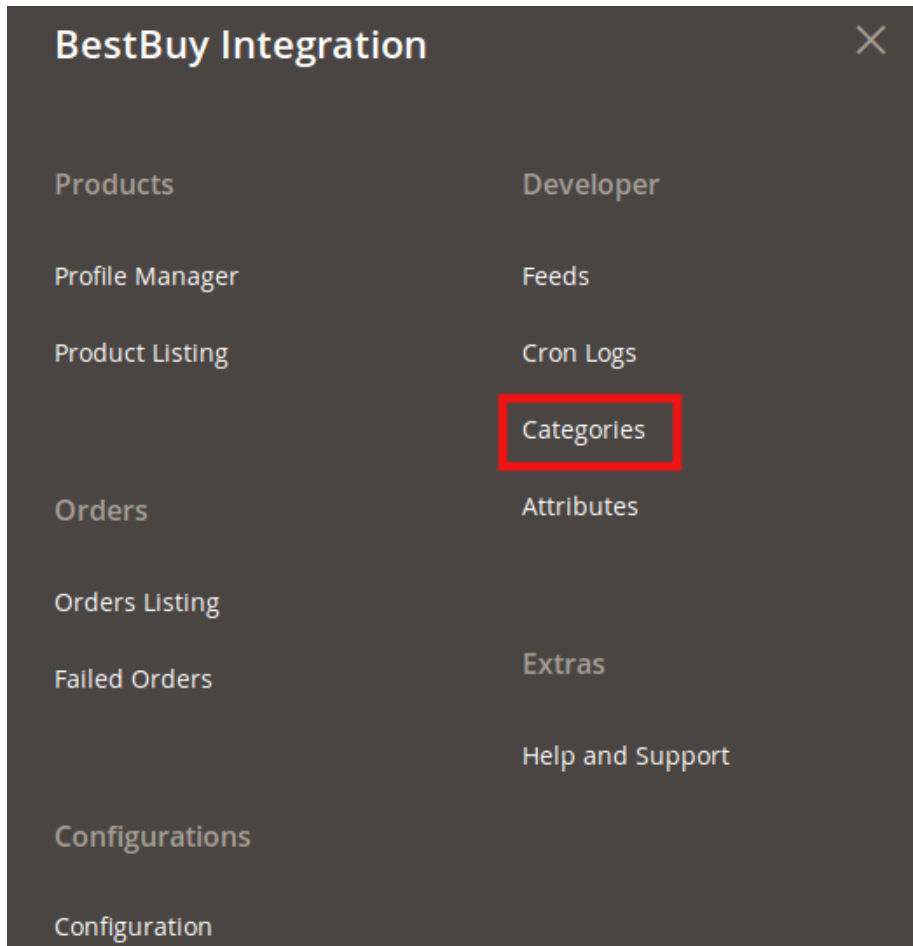 BestBuy Integration
Products
Profile Manager
Product Listing
Orders
Orders Listing
Failed Orders
Configurations
Configuration
Developer
Feeds
Cron Logs
Categories
Attributes
Extras
Help and Support